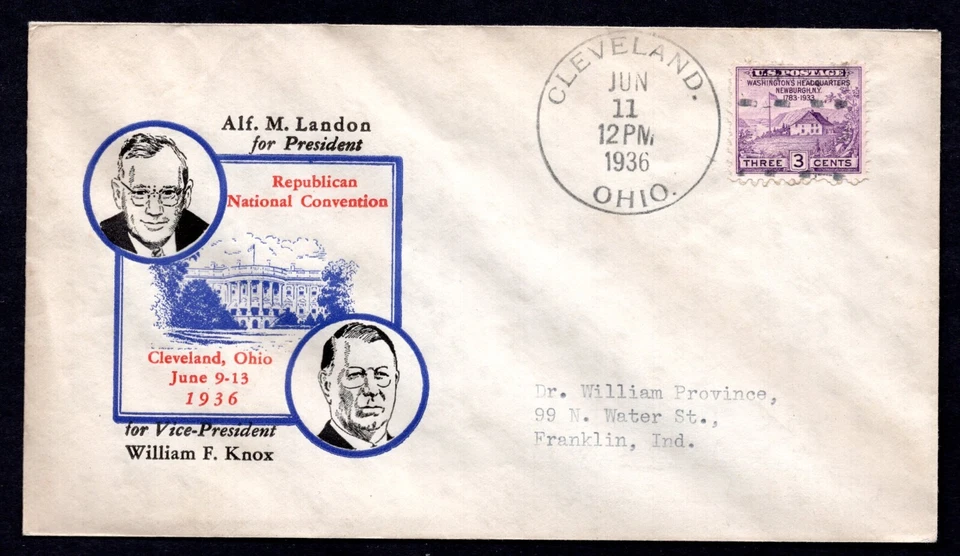 Alf. M. Landon
for President
Republican
National Convention
Cleveland, Ohio
June 9-13
1936
for Vice-President
William F. Knox
CLEVELAND.
JUN
11
12 PM
1936
OHIO.
U.S. POSTAGE
WASHINGTON'S HEADQUARTERS
NEWBURGH, N.Y.
1783-1933
THREE 3 CENTS
Dr. William Province,
99 N. Water St.,
Franklin, Ind.